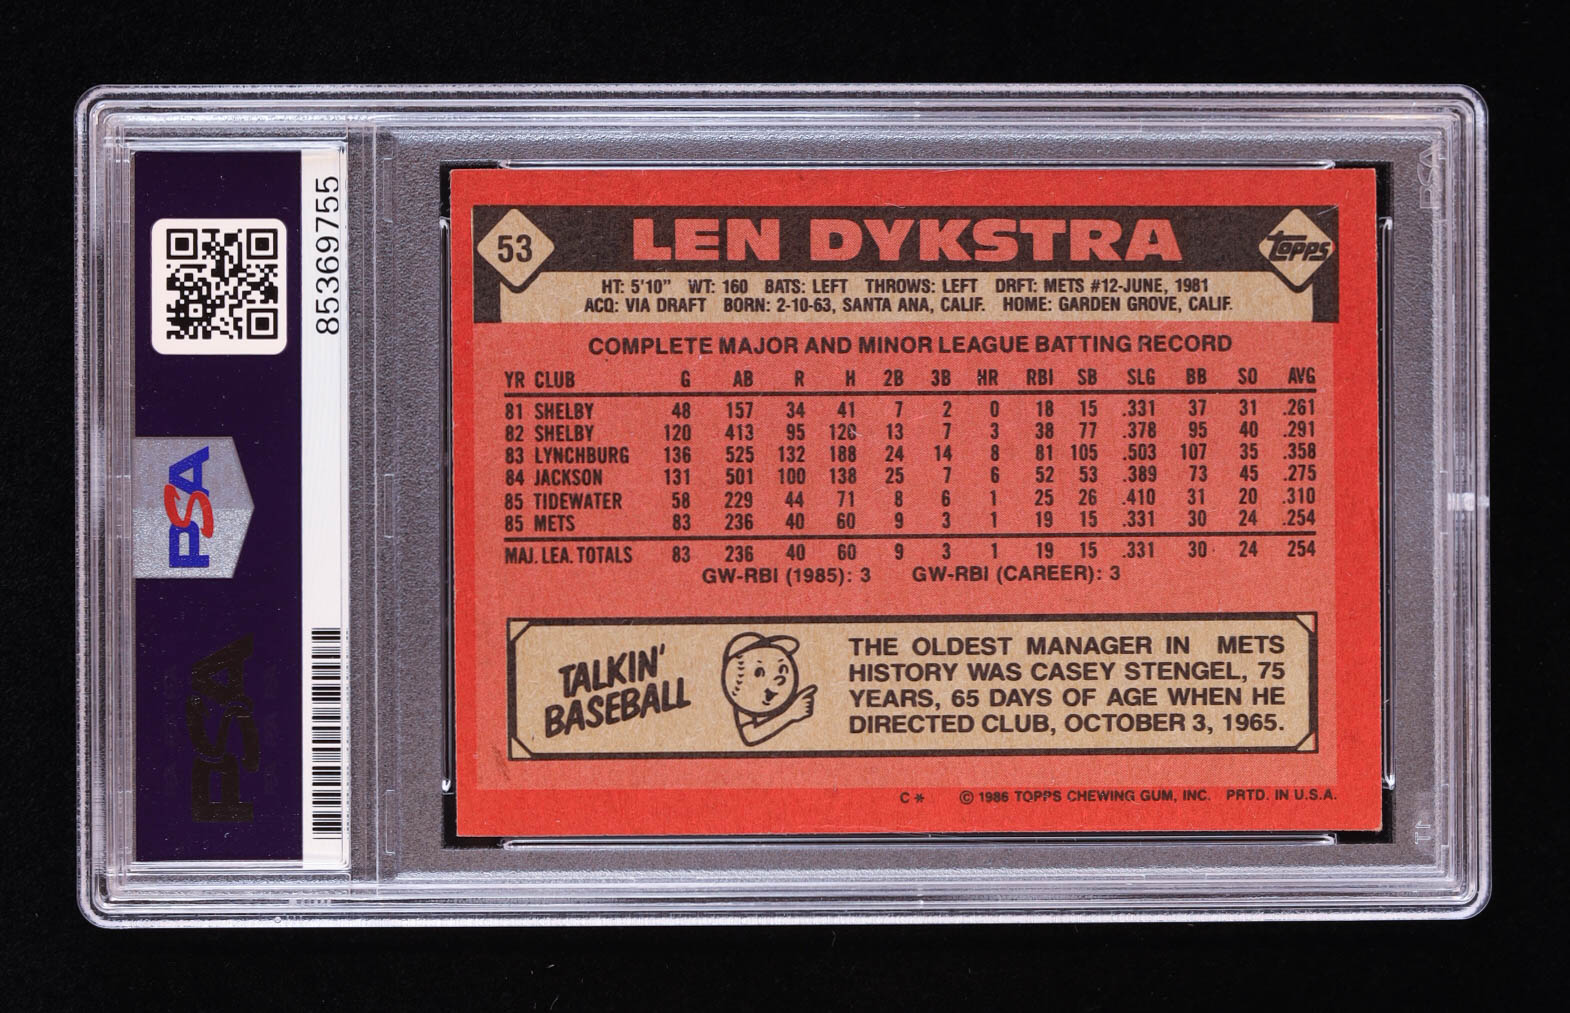 85369755
PSA
PSA
53 LEN DYKSTRA topps
HT: 5'10" WT: 160 BATS: LEFT THROWS: LEFT DRFT: METS #12-JUNE, 1981
ACQ: VIA DRAFT BORN: 2-10-63, SANTA ANA, CALIF. HOME: GARDEN GROVE, CALIF.
COMPLETE MAJOR AND MINOR LEAGUE BATTING RECORD
YR CLUB G AB R H 2B 3B HR RBI SB SLG BB SO AVG
81 SHELBY 48 157 34 41 7 2 0 18 15 .331 37 31 .261
82 SHELBY 120 413 95 120 13 7 3 38 77 .378 95 40 .291
83 LYNCHBURG 136 525 132 188 24 14 8 81 105 .503 107 35 .358
84 JACKSON 131 501 100 138 25 7 6 52 53 .389 73 45 .275
85 TIDEWATER 58 229 44 71 8 6 1 25 26 .410 31 20 .310
85 METS 83 236 40 60 9 3 1 19 15 .331 30 24 .254
MAJ. LEA. TOTALS 83 236 40 60 9 3 1 19 15 .331 30 24 254
GW-RBI (1985): 3 GW-RBI (CAREER): 3
TALKIN'
BASEBALL
THE OLDEST MANAGER IN METS
HISTORY WAS CASEY STENGEL, 75
YEARS, 65 DAYS OF AGE WHEN HE
DIRECTED CLUB, OCTOBER 3, 1965.
C* © 1986 TOPPS CHEWING GUM, INC. PRTD. IN U.S.A.
PSA